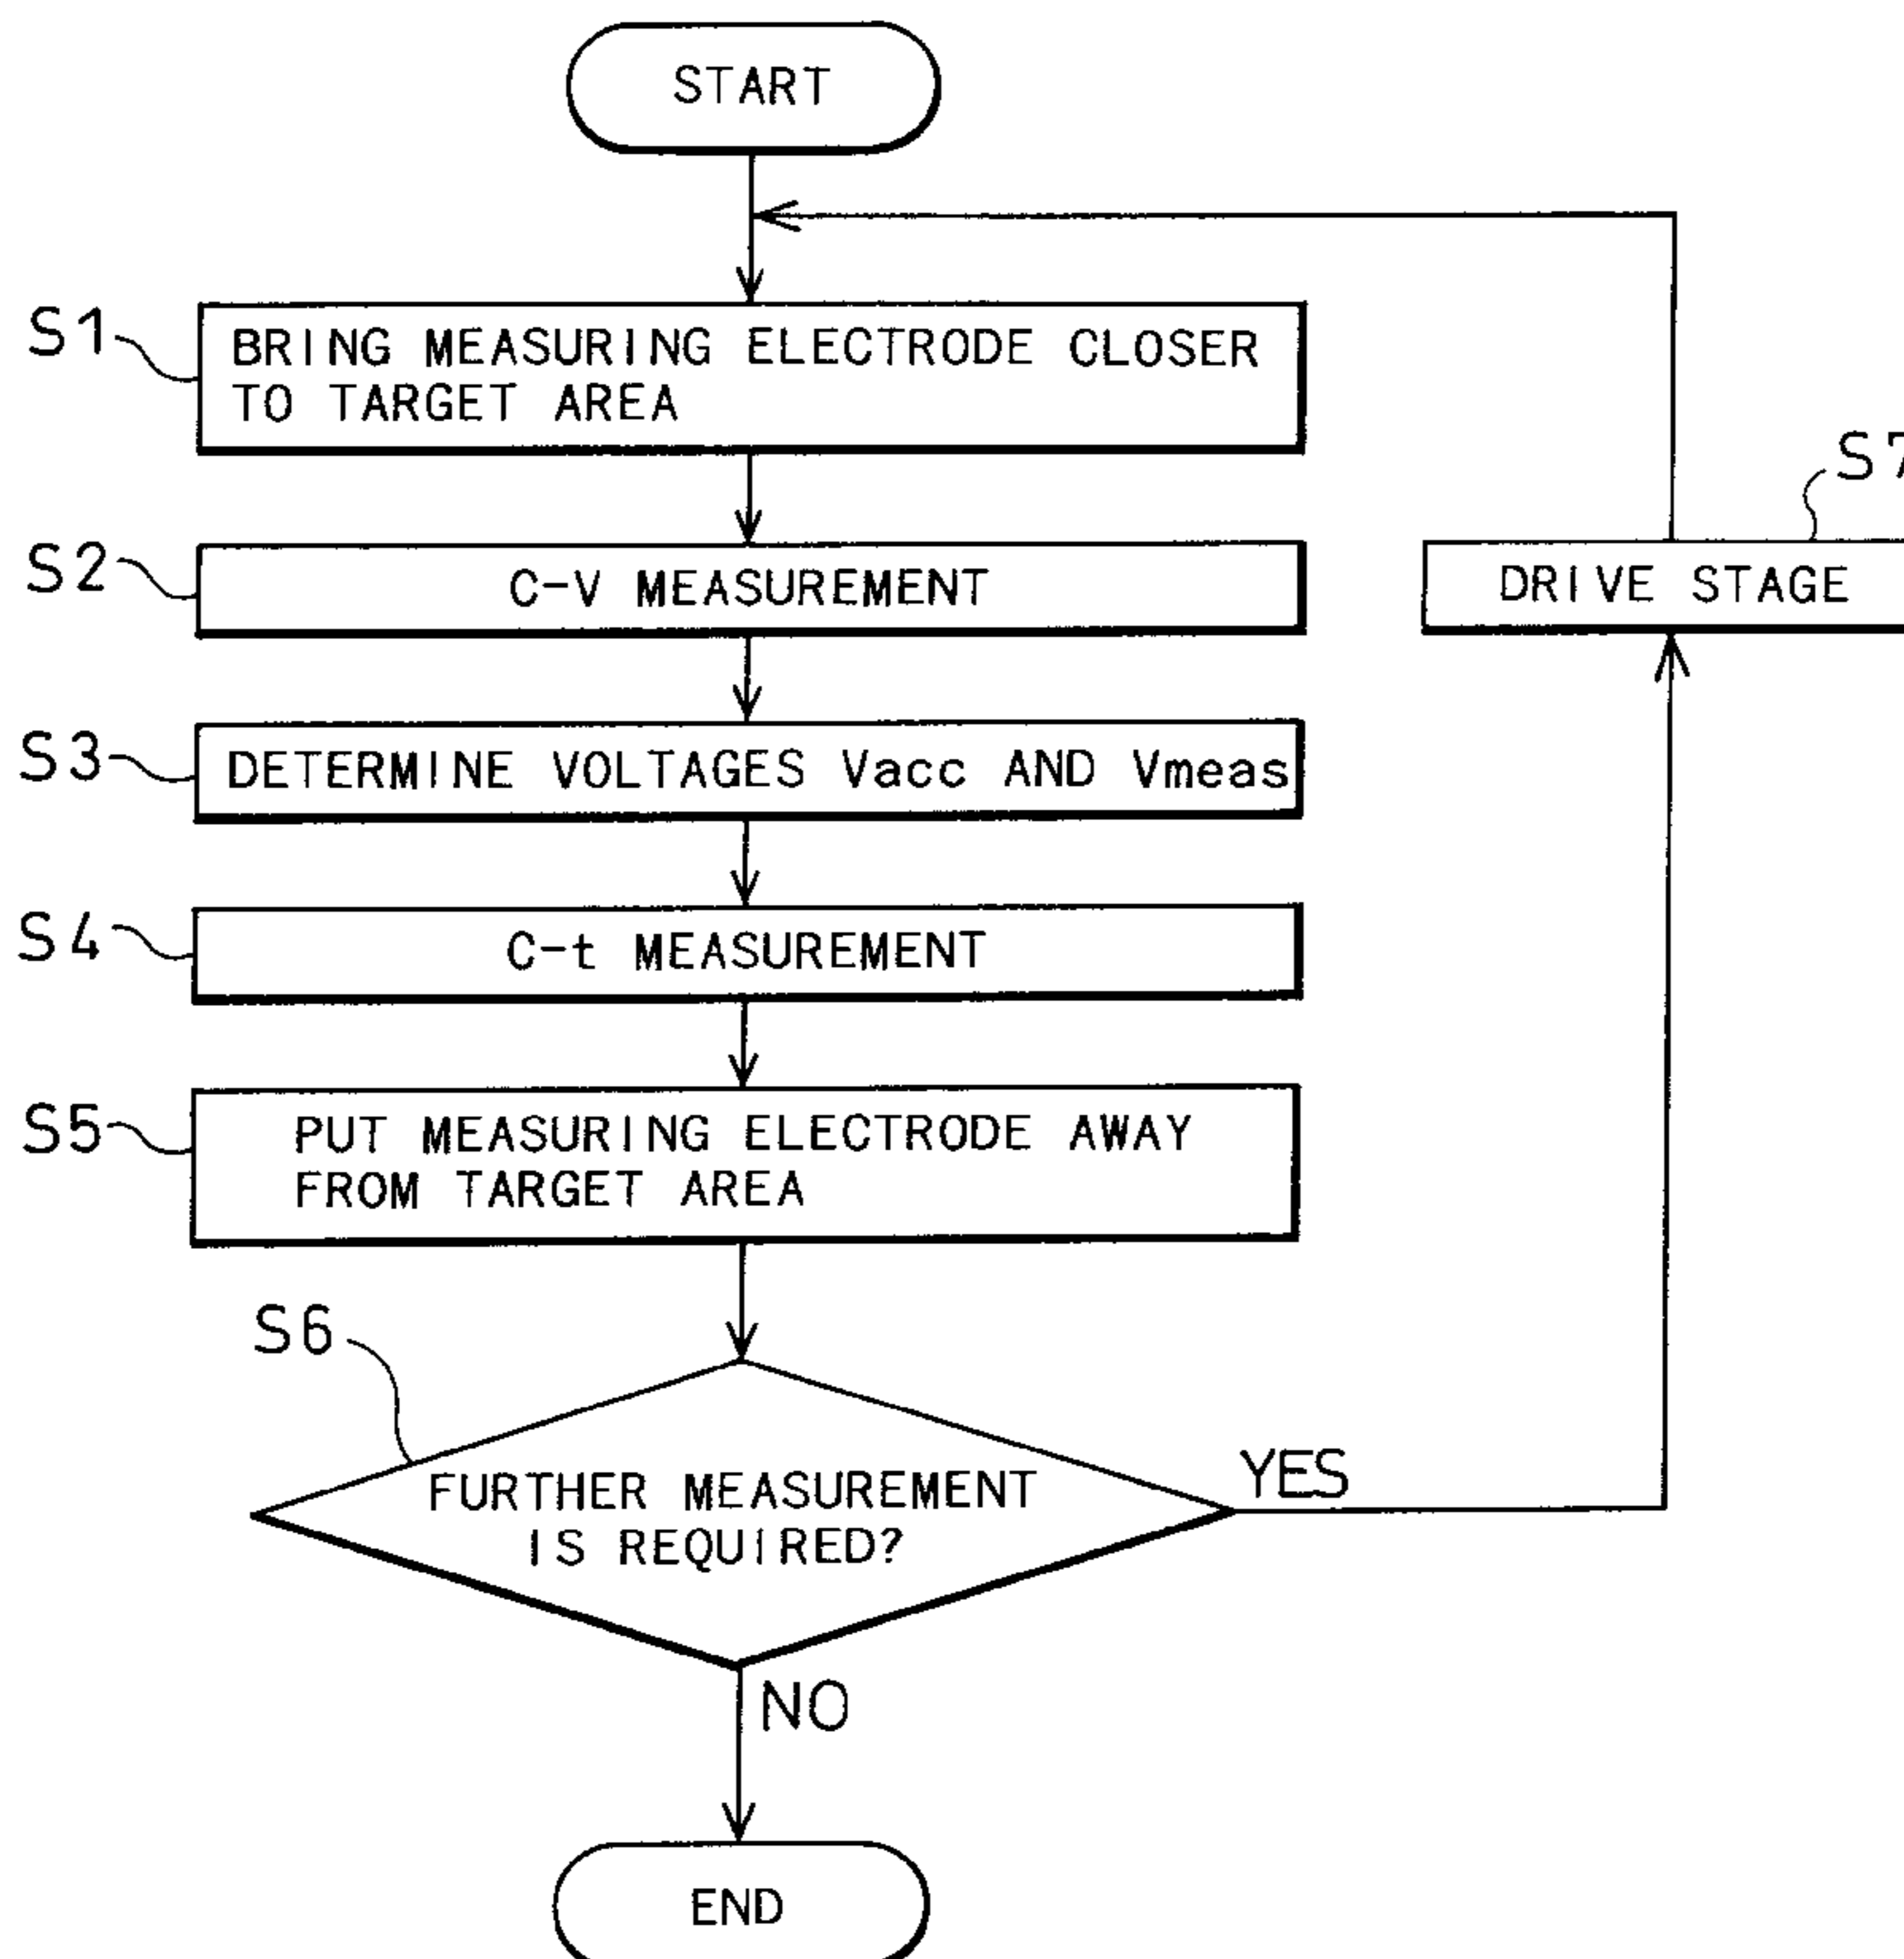 START
S1
BRING MEASURING ELECTRODE CLOSER
TO TARGET AREA
S2
C-V MEASUREMENT
S7
DRIVE STAGE
S3
DETERMINE VOLTAGES Vacc AND Vmeas
S4
C-t MEASUREMENT
S5
PUT MEASURING ELECTRODE AWAY
FROM TARGET AREA
S6
FURTHER MEASUREMENT
IS REQUIRED?
YES
NO
END